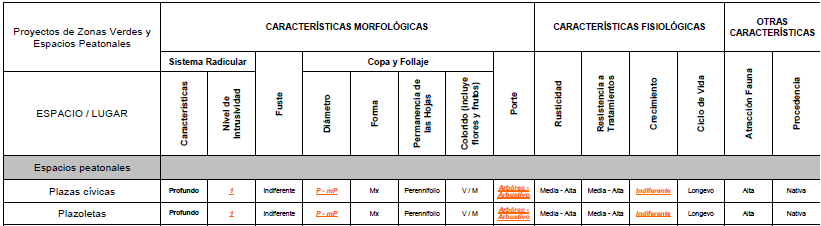 Proyectos de Zonas Verdes y
Espacios Peatonales
CARACTERÍSTICAS MORFOLÓGICAS
CARACTERÍSTICAS FISIOLÓGICAS
OTRAS
CARACTERÍSTICAS
Sistema Radicular
Copa y Follaje
ESPACIO / LUGAR
Características
Nivel de
Intrusividad
Fuste
Diámetro
Forma
Permanencia de
las Hojas
Colorido (incluye
flores y frutos)
Porte
Rusticidad
Resistencia a
Tratamientos
Crecimiento
Ciclo de Vida
Atracción Fauna
Procedencia
Espacios peatonales
Plazas cívicas
Profundo
1
Indiferente
P - mP
Mx
Perennifolio
V / M
Arbóreo -
Arbustivo
Media - Alta
Media - Alta
Indiferente
Longevo
Alta
Nativa
Plazoletas
Profundo
1
Indiferente
P - mP
Mx
Perennifolio
V / M
Arbóreo -
Arbustivo
Media - Alta
Media - Alta
Indiferente
Longevo
Alta
Nativa